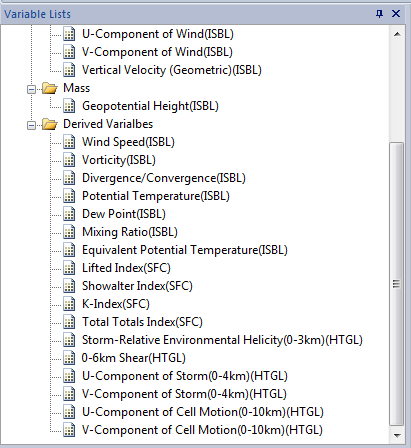 Variable Lists
U-Component of Wind(ISBL)
V-Component of Wind(ISBL)
Vertical Velocity (Geometric)(ISBL)
Mass
Geopotential Height(ISBL)
Derived Varialbes
Wind Speed(ISBL)
Vorticity(ISBL)
Divergence/Convergence(ISBL)
Potential Temperature(ISBL)
Dew Point(ISBL)
Mixing Ratio(ISBL)
Equivalent Potential Temperature(ISBL)
Lifted Index(SFC)
Showalter Index(SFC)
K-Index(SFC)
Total Totals Index(SFC)
Storm-Relative Environmental Helicity(0-3km)(HTGL)
0-6km Shear(HTGL)
U-Component of Storm(0-4km)(HTGL)
V-Component of Storm(0-4km)(HTGL)
U-Component of Cell Motion(0-10km)(HTGL)
V-Component of Cell Motion(0-10km)(HTGL)